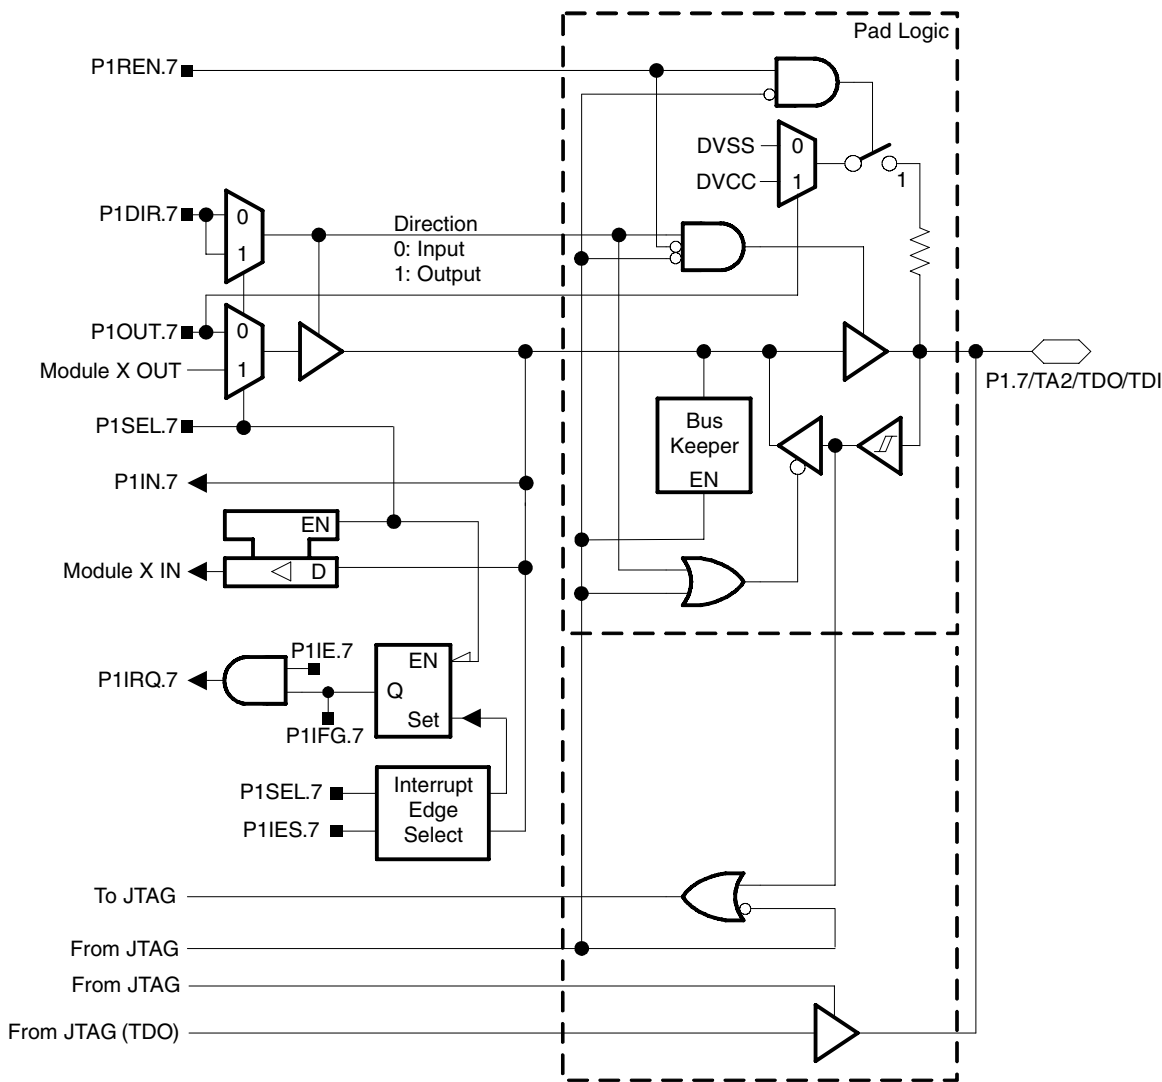 Pad Logic
P1REN.7
DVSS
0
DVCC
1
1
P1DIR.7
0
1
Direction
0: Input
1: Output
P1OUT.7
0
Module X OUT
1
P1.7/TA2/TDO/TDI
P1SEL.7
Bus
Keeper
EN
P1IN.7
EN
Module X IN
D
P1IE.7
EN
P1IRQ.7
Q
Set
P1IFG.7
P1SEL.7
Interrupt
Edge
Select
P1IES.7
To JTAG
From JTAG
From JTAG
From JTAG (TDO)